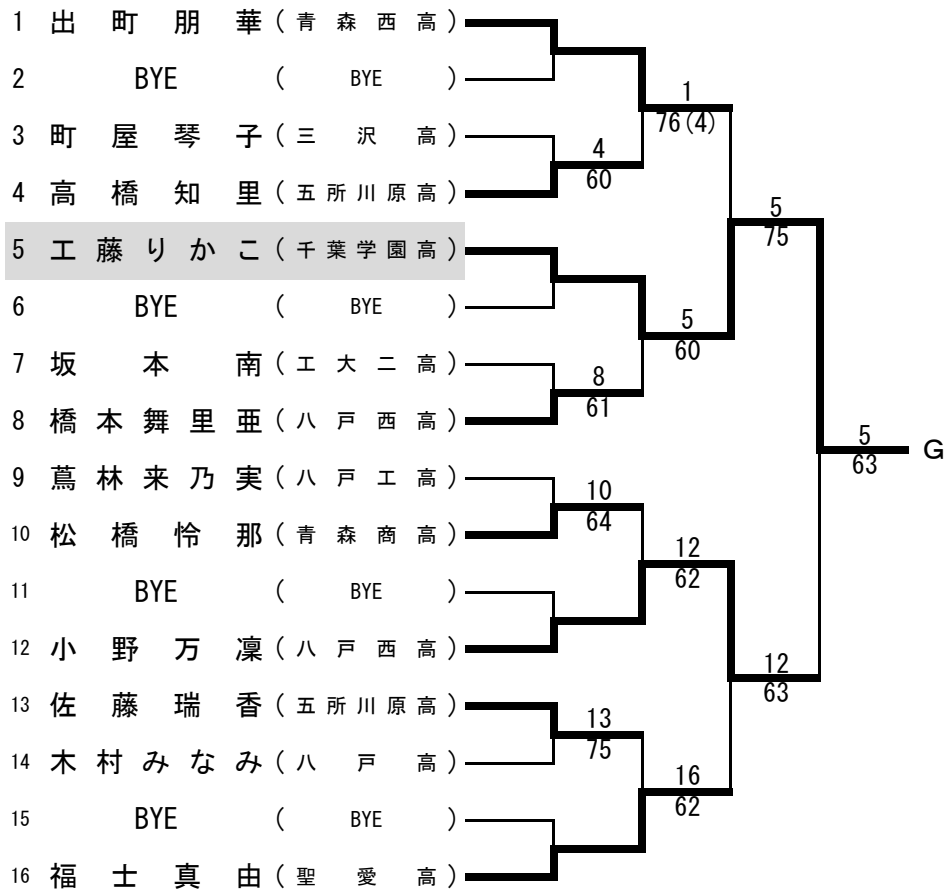 1 出町朋華 (青森西高)
2 BYE (BYE)
1
76(4)
3 町屋琴子 (三沢高)
4
60
4 高橋知里 (五所川原高)
5
75
5 工藤りかこ (千葉学園高)
6 BYE (BYE)
5
60
7 坂本南 (工大二高)
8
61
8 橋本舞里亜 (八戸西高)
5
63
G
9 蔦林来乃実 (八戸工高)
10
64
10 松橋怜那 (青森商高)
12
62
11 BYE (BYE)
12 小野万凜 (八戸西高)
12
63
13 佐藤瑞香 (五所川原高)
13
75
14 木村みなみ (八戸高)
16
62
15 BYE (BYE)
16 福士真由 (聖愛高)